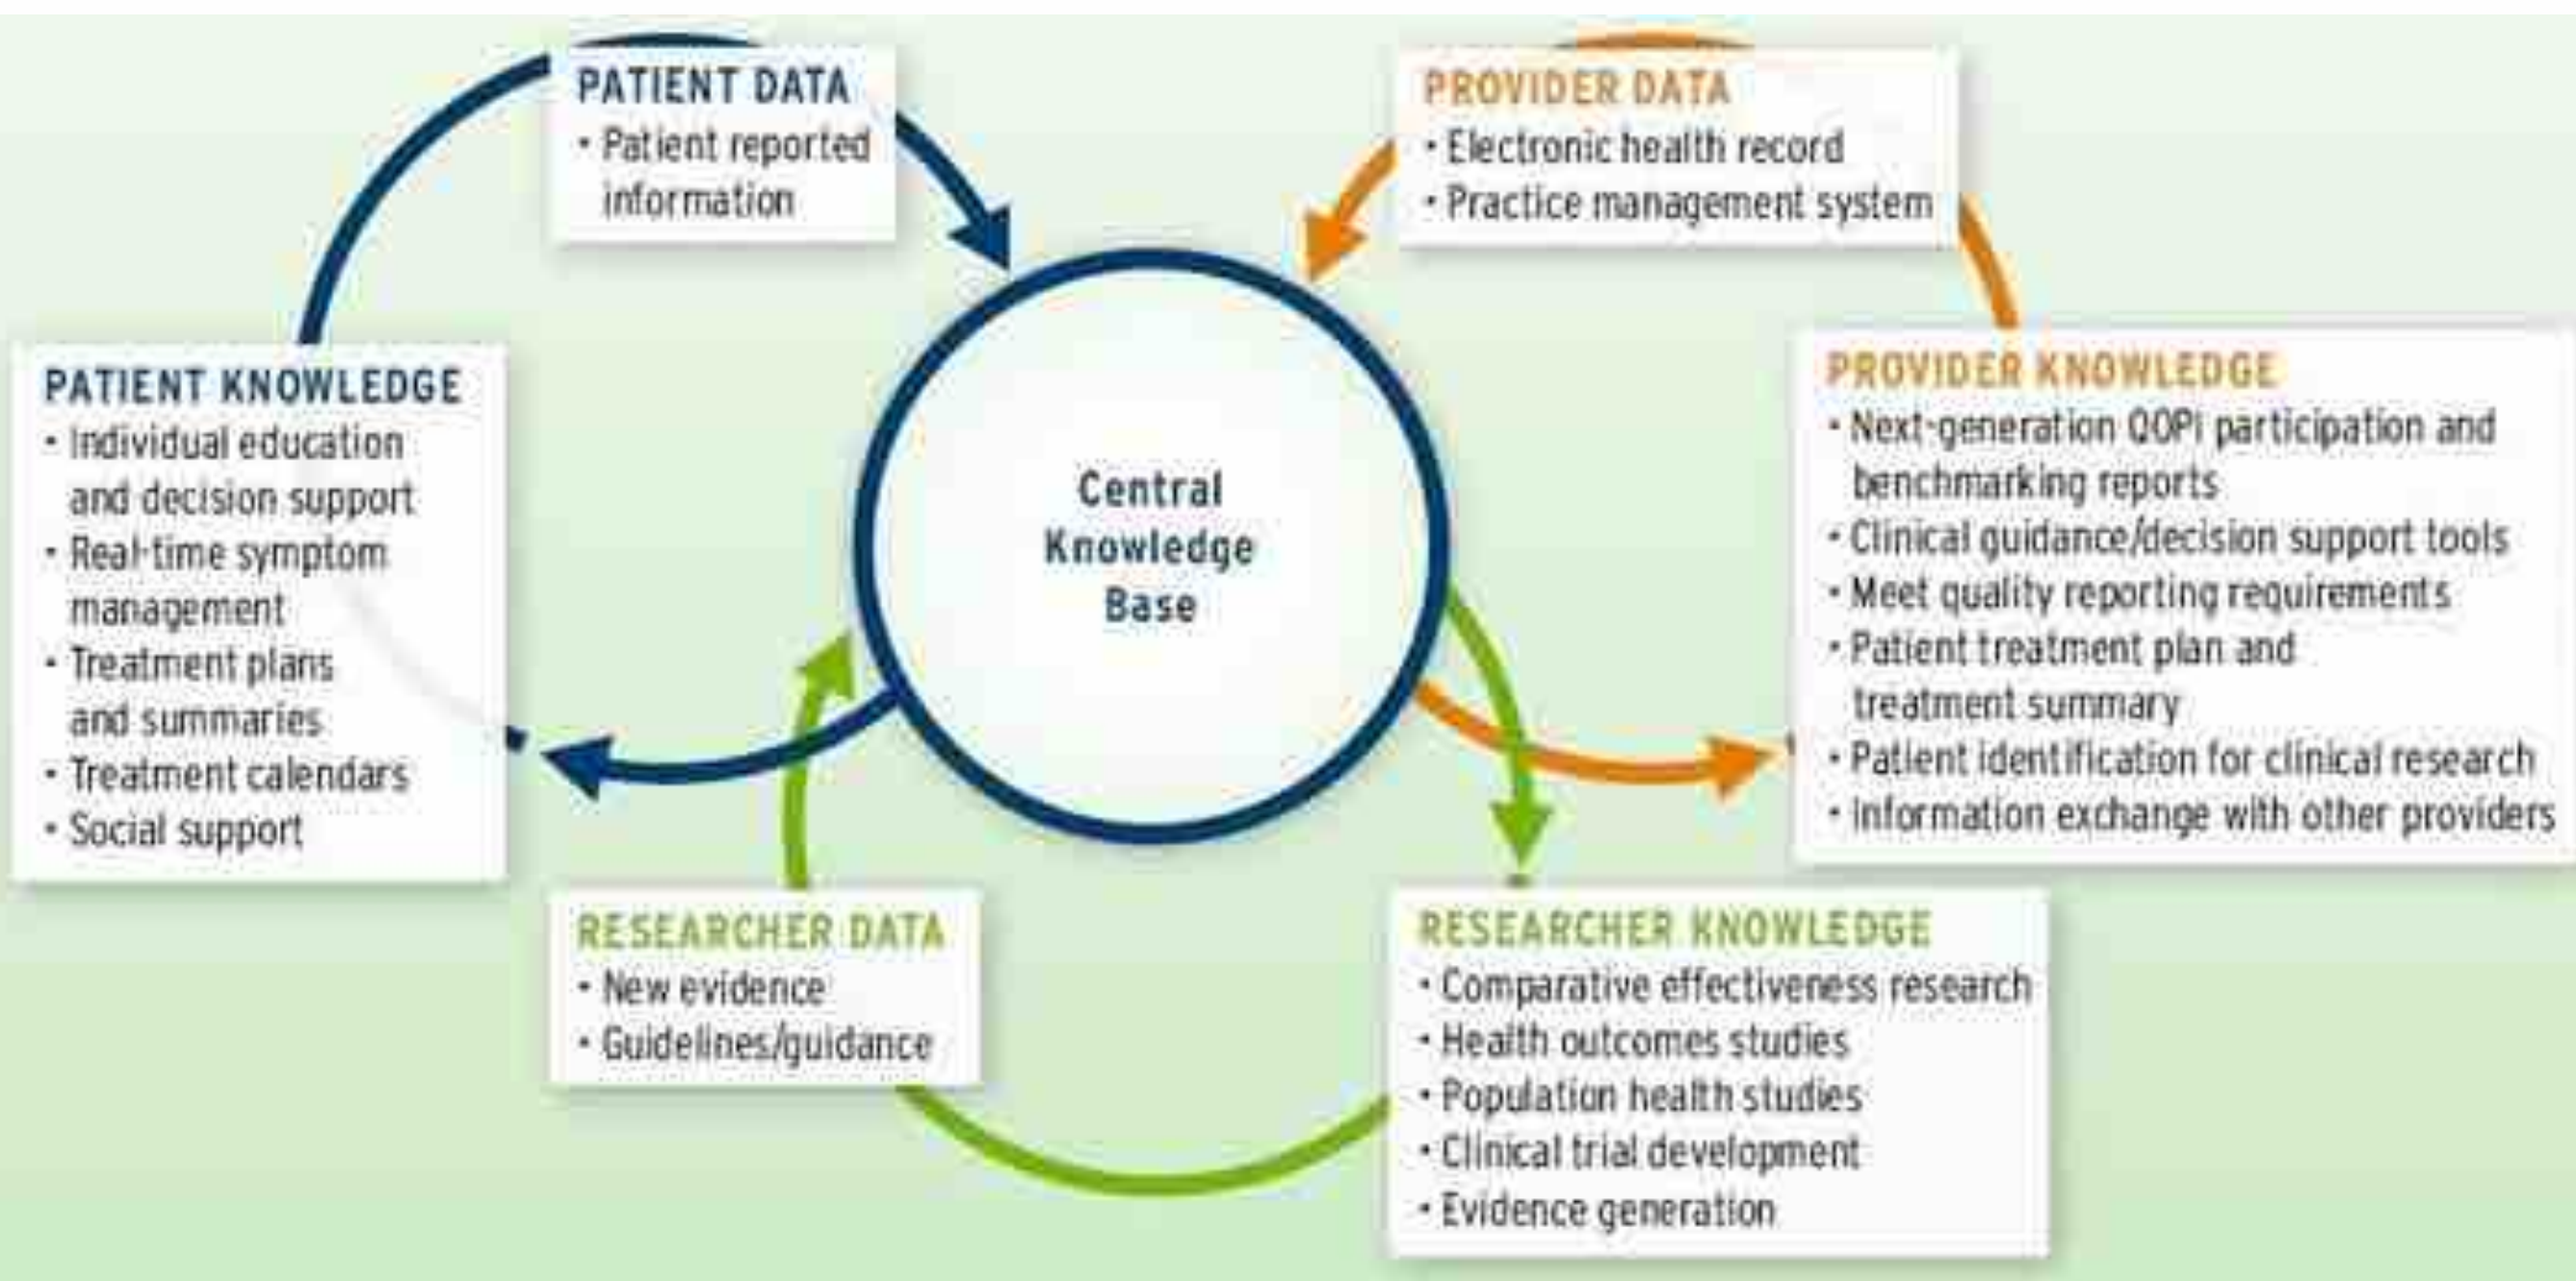 PATIENT DATA
• Patient reported
information
PROVIDER DATA
• Electronic health record
• Practice management system
PATIENT KNOWLEDGE
• Individual education
and decision support
• Real-time symptom
management
• Treatment plans
and summaries
• Treatment calendars
• Social support
Central
Knowledge
Base
PROVIDER KNOWLEDGE
• Next-generation QOPI participation and
benchmarking reports
• Clinical guidance/decision support tools
• Meet quality reporting requirements
• Patient treatment plan and
treatment summary
• Patient identification for clinical research
• Information exchange with other providers
RESEARCHER DATA
• New evidence
• Guidelines/guidance
RESEARCHER KNOWLEDGE
• Comparative effectiveness research
• Health outcomes studies
• Population health studies
• Clinical trial development
• Evidence generation